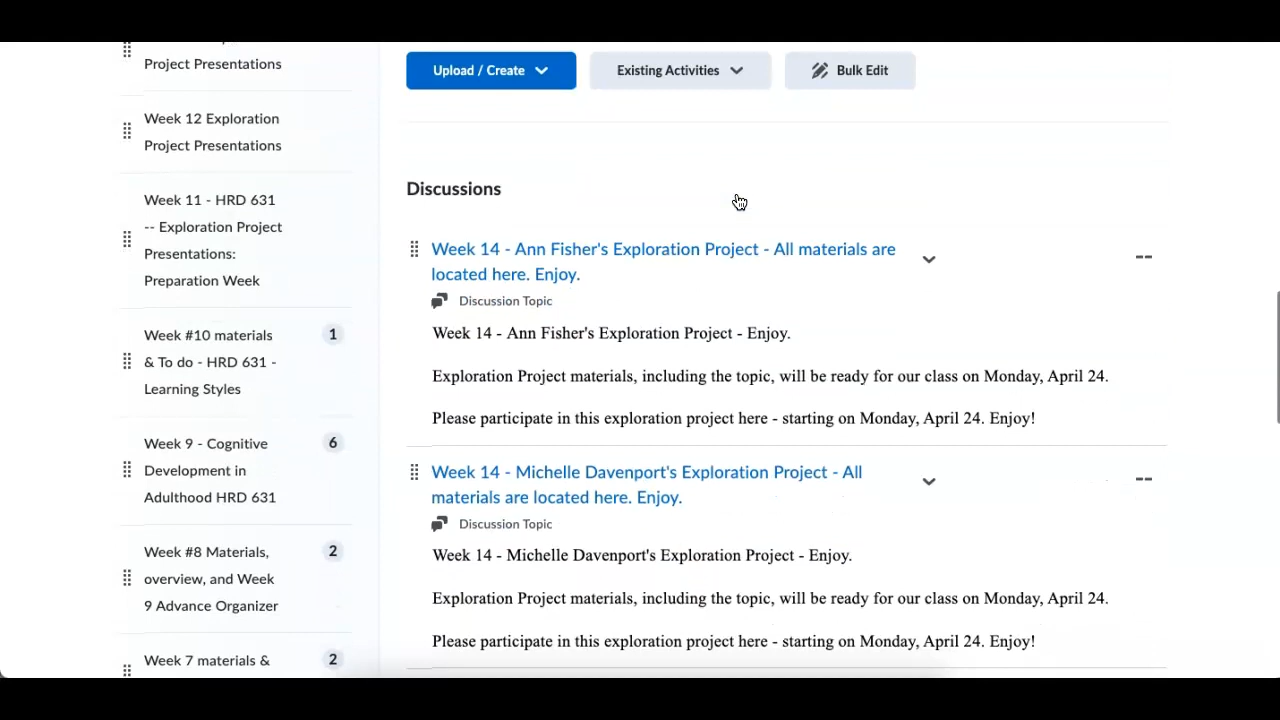 Project Presentations
Week 12 Exploration
Project Presentations
Week 11 - HRD 631
-- Exploration Project
Presentations:
Preparation Week
Week #10 materials
& To do - HRD 631 -
Learning Styles
1
Week 9 - Cognitive
Development in
Adulthood HRD 631
6
Week #8 Materials,
overview, and Week
9 Advance Organizer
2
Week 7 materials &
2
Upload / Create
Existing Activities
Bulk Edit
Discussions
Week 14 - Ann Fisher's Exploration Project - All materials are
located here. Enjoy.
Discussion Topic
Week 14 - Ann Fisher's Exploration Project - Enjoy.
Exploration Project materials, including the topic, will be ready for our class on Monday, April 24.
Please participate in this exploration project here - starting on Monday, April 24. Enjoy!
Week 14 - Michelle Davenport's Exploration Project - All
materials are located here. Enjoy.
Discussion Topic
Week 14 - Michelle Davenport's Exploration Project - Enjoy.
Exploration Project materials, including the topic, will be ready for our class on Monday, April 24.
Please participate in this exploration project here - starting on Monday, April 24. Enjoy!